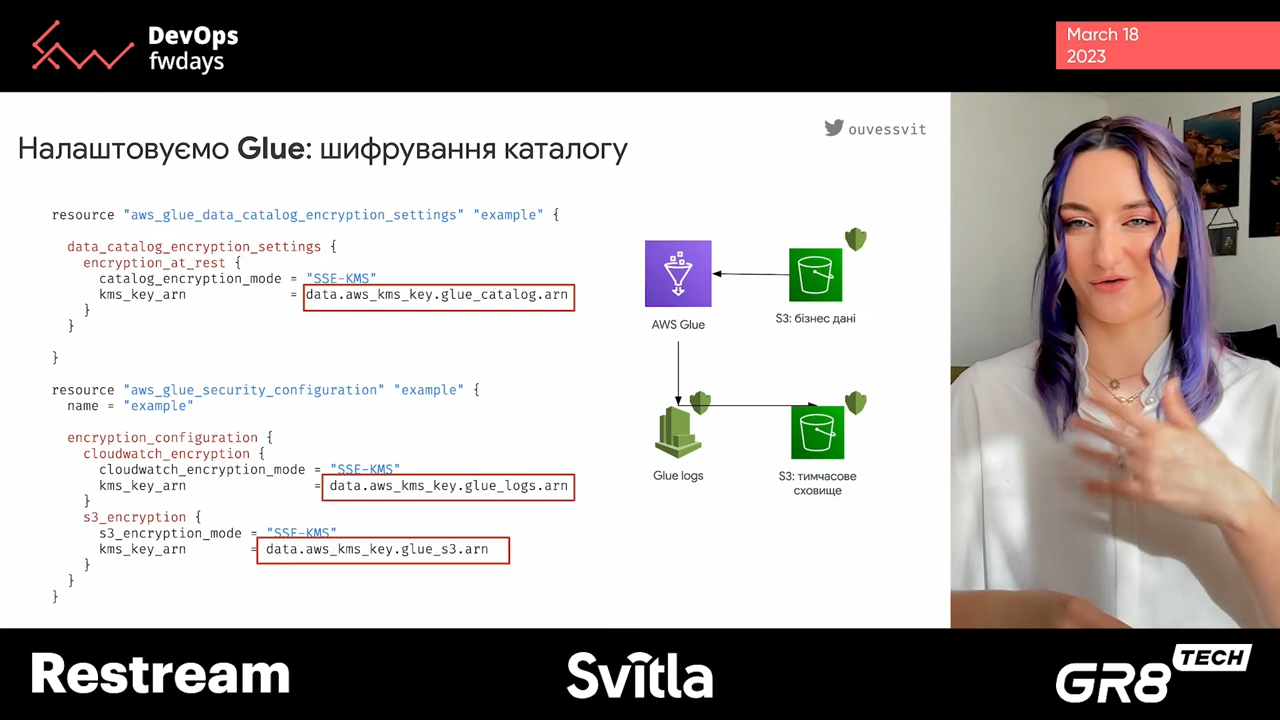 DevOps
fwdays
March 18
2023
ouvessvit
Налаштовуємо Glue: шифрування каталогу
resource "aws_glue_data_catalog_encryption_settings" "example" {
data_catalog_encryption_settings {
encryption_at_rest {
catalog_encryption_mode = "SSE-KMS"
kms_key_arn = data.aws_kms_key.glue_catalog.arn
}
}
}
resource "aws_glue_security_configuration" "example" {
name = "example"
encryption_configuration {
cloudwatch_encryption {
cloudwatch_encryption_mode = "SSE-KMS"
kms_key_arn = data.aws_kms_key.glue_logs.arn
}
s3_encryption {
s3_encryption_mode = "SSE-KMS"
kms_key_arn = data.aws_kms_key.glue_s3.arn
}
}
}
AWS Glue
S3: бізнес дані
Glue logs
S3: тимчасове
сховище
Restream
Svitla
GR8 TECH